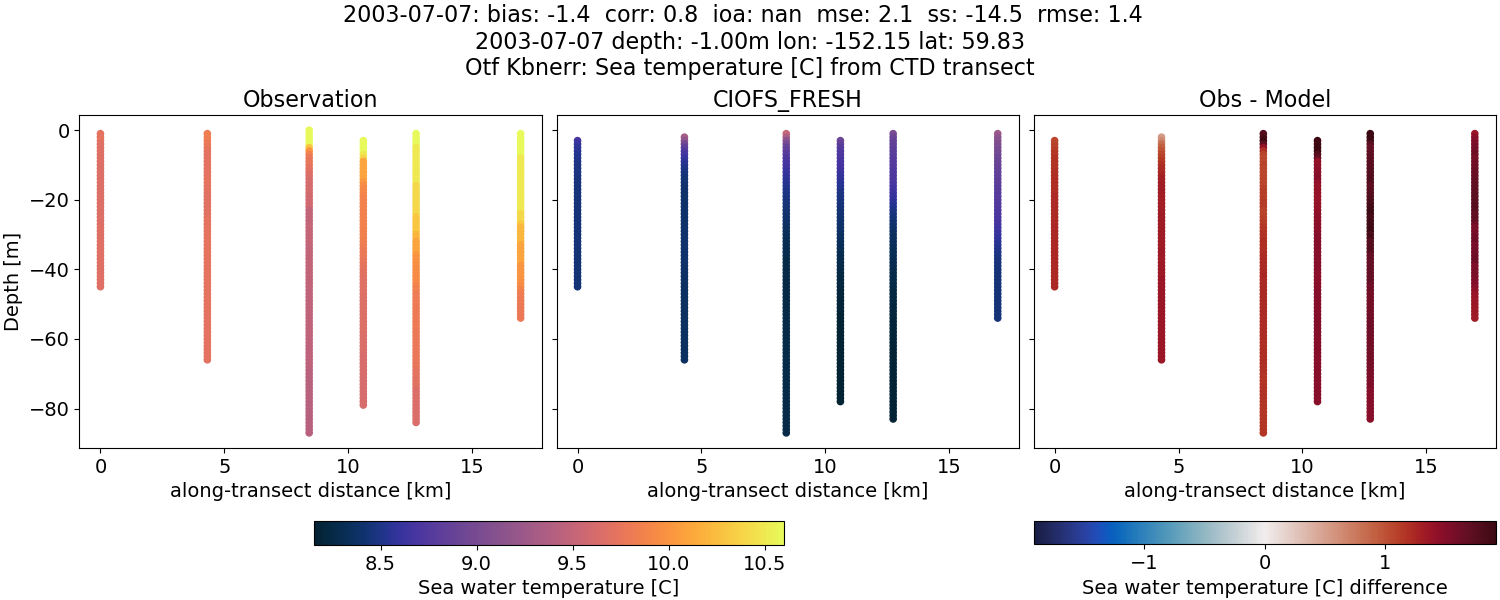 2003-07-07: bias: -1.4  corr: 0.8  ioa: nan  mse: 2.1  ss: -14.5  rmse: 1.4
2003-07-07 depth: -1.00m lon: -152.15 lat: 59.83
Otf Kbnerr: Sea temperature [C] from CTD transect
Observation
CIOFS_FRESH
Obs - Model
Depth [m]
0
−20
−40
−60
−80
0 5 10 15
0 5 10 15
0 5 10 15
along-transect distance [km]
along-transect distance [km]
along-transect distance [km]
8.5 9.0 9.5 10.0 10.5
Sea water temperature [C]
−1 0 1
Sea water temperature [C] difference